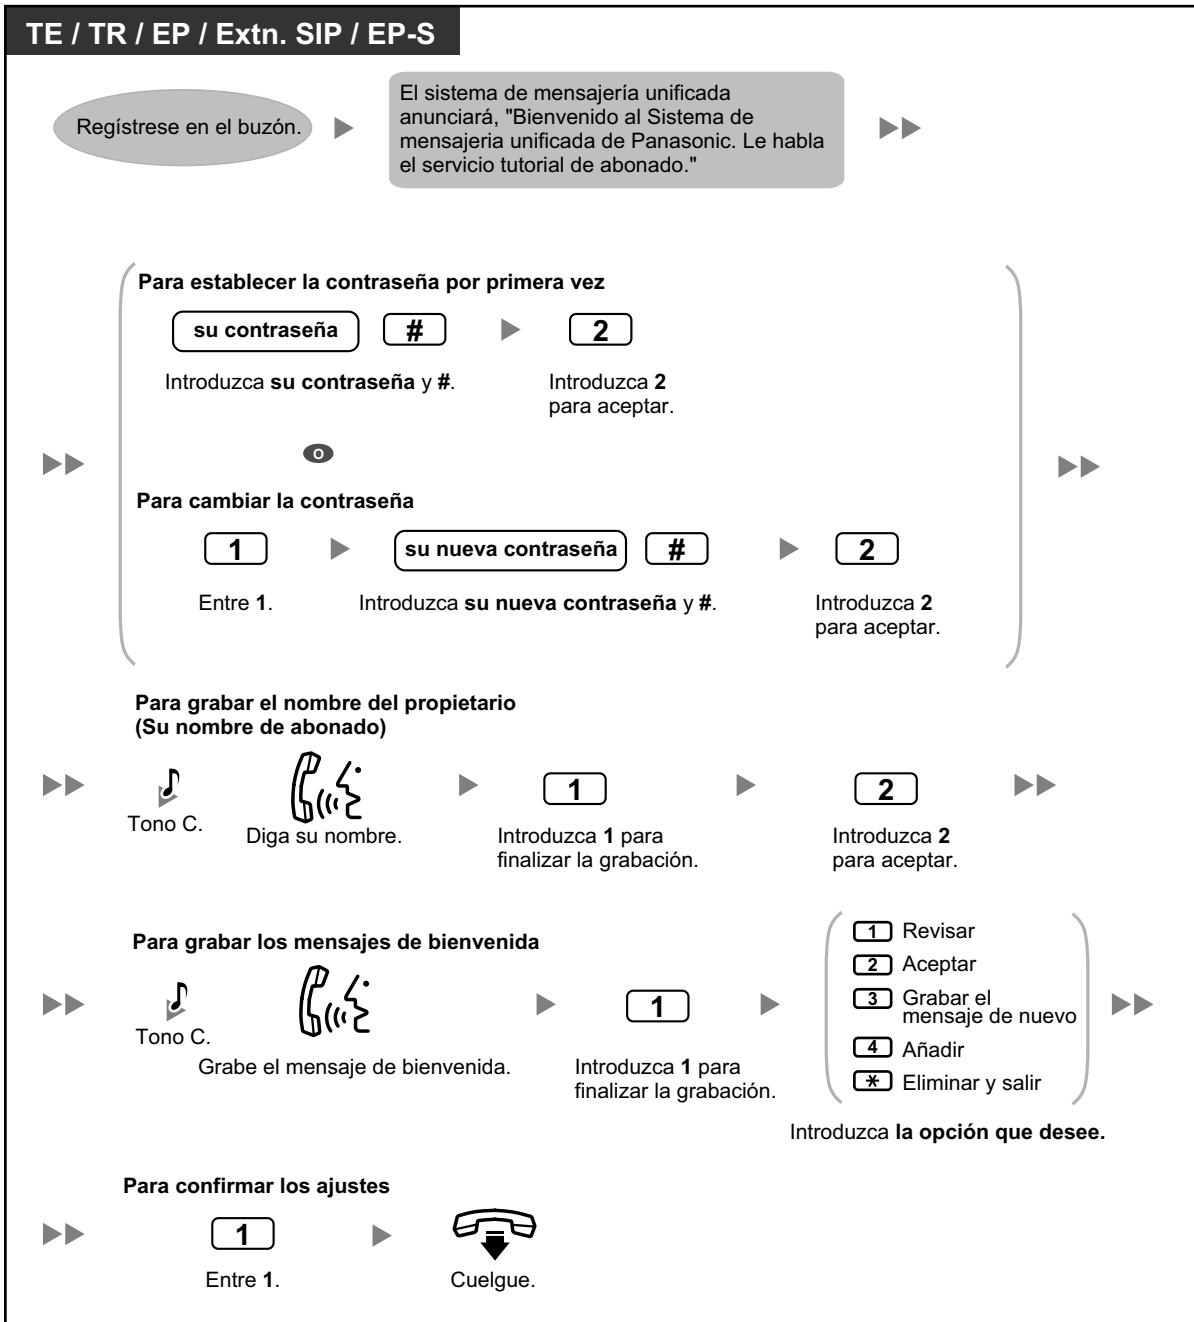 TE / TR / EP / Extn. SIP / EP-S
Regístrese en el buzón.
El sistema de mensajería unificada
anunciará, "Bienvenido al Sistema de
mensajeria unificada de Panasonic. Le habla
el servicio tutorial de abonado."
Para establecer la contraseña por primera vez
su contraseña # 2
Introduzca su contraseña y #.
Introduzca 2
para aceptar.
O
Para cambiar la contraseña
1 su nueva contraseña # 2
Entre 1.
Introduzca su nueva contraseña y #.
Introduzca 2
para aceptar.
Para grabar el nombre del propietario
(Su nombre de abonado)
1 2
Tono C.
Diga su nombre.
Introduzca 1 para
finalizar la grabación.
Introduzca 2
para aceptar.
Para grabar los mensajes de bienvenida
Tono C.
Grabe el mensaje de bienvenida.
1
Introduzca 1 para
finalizar la grabación.
1 Revisar
2 Aceptar
3 Grabar el
mensaje de nuevo
4 Añadir
* Eliminar y salir
Introduzca la opción que desee.
Para confirmar los ajustes
1
Entre 1.
Cuelgue.